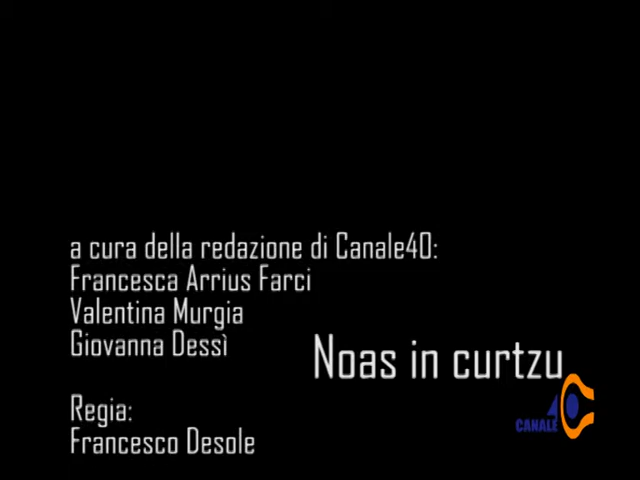 a cura della redazione di Canale40:
Francesca Arrius Farci
Valentina Murgia
Giovanna Dessì
Noas in curtzu
Regia:
Francesco Desole
CANALE 40